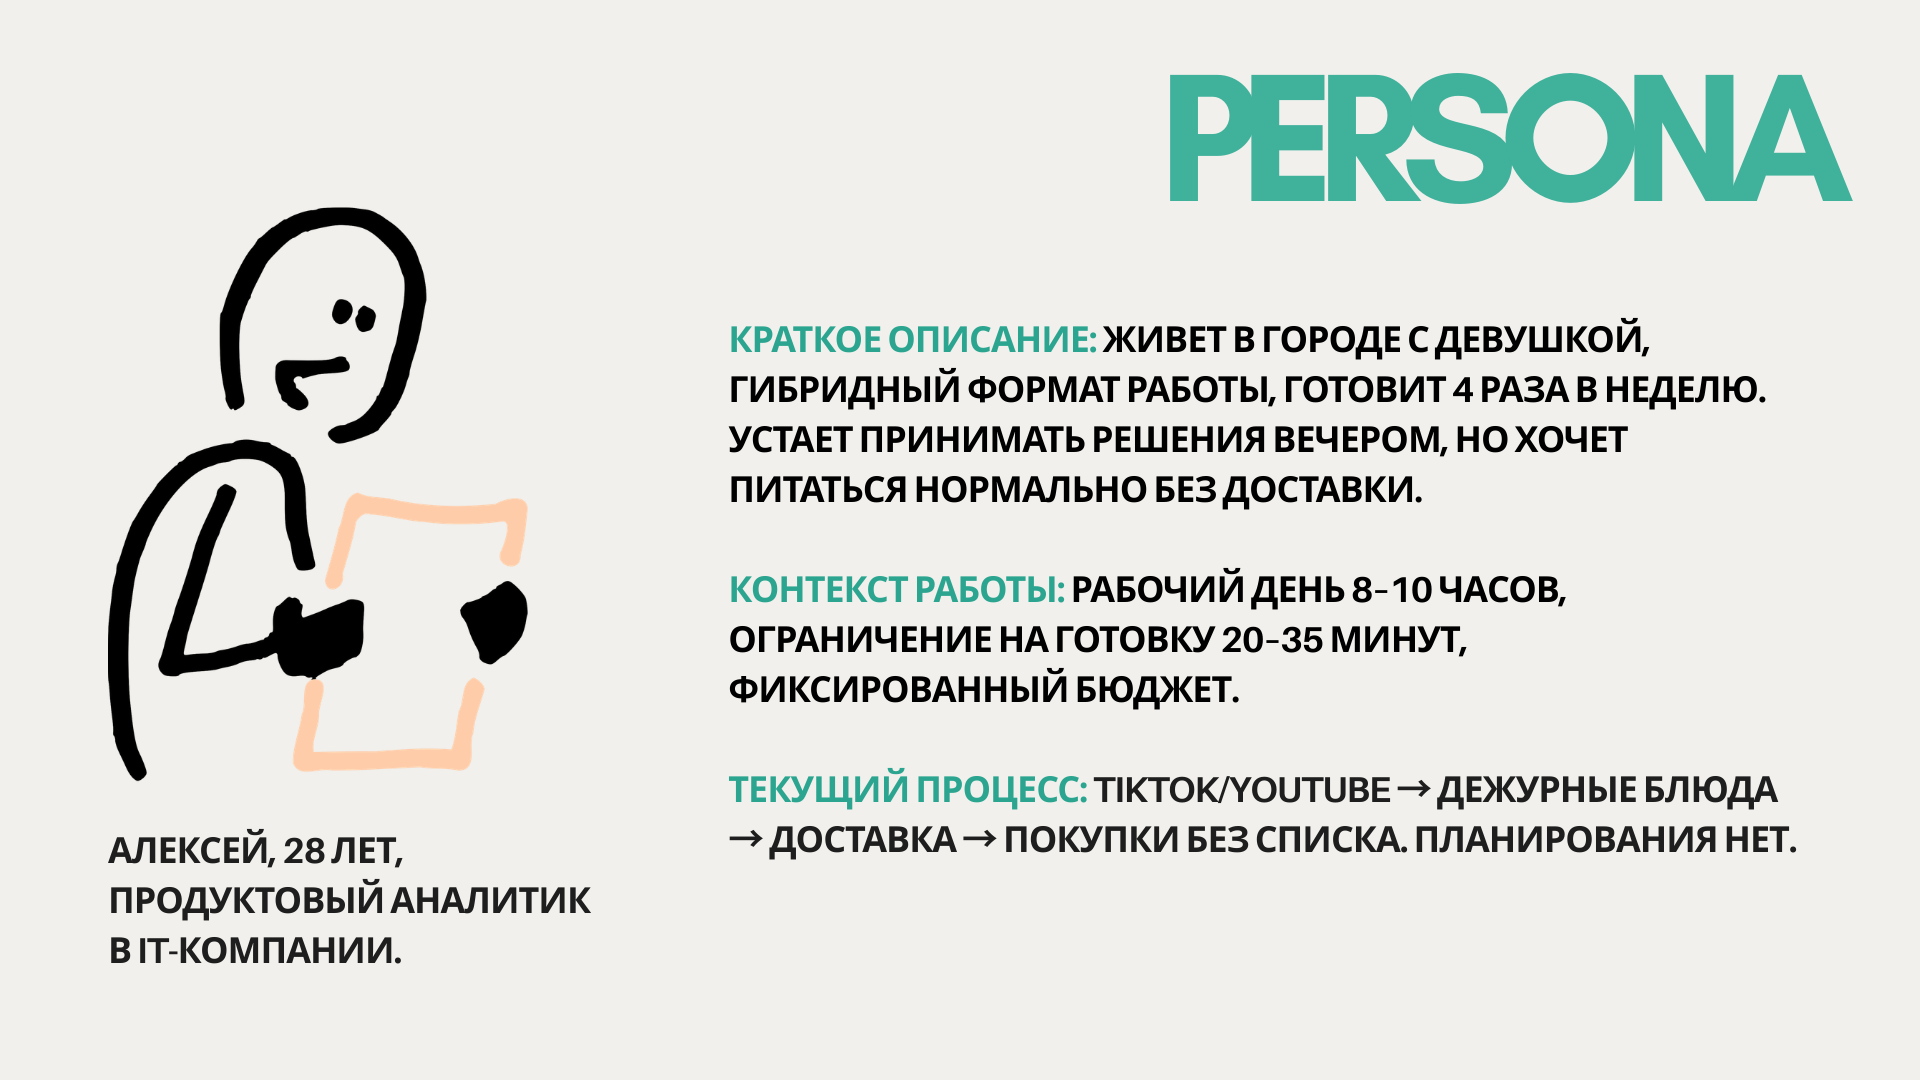 PERSONA
КРАТКОЕ ОПИСАНИЕ: ЖИВЕТ В ГОРОДЕ С ДЕВУШКОЙ,
ГИБРИДНЫЙ ФОРМАТ РАБОТЫ, ГОТОВИТ 4 РАЗА В НЕДЕЛЮ.
УСТАЕТ ПРИНИМАТЬ РЕШЕНИЯ ВЕЧЕРОМ, НО ХОЧЕТ
ПИТАТЬСЯ НОРМАЛЬНО БЕЗ ДОСТАВКИ.
КОНТЕКСТ РАБОТЫ: РАБОЧИЙ ДЕНЬ 8–10 ЧАСОВ,
ОГРАНИЧЕНИЕ НА ГОТОВКУ 20–35 МИНУТ,
ФИКСИРОВАННЫЙ БЮДЖЕТ.
ТЕКУЩИЙ ПРОЦЕСС: TIKTOK/YOUTUBE → ДЕЖУРНЫЕ БЛЮДА
→ ДОСТАВКА → ПОКУПКИ БЕЗ СПИСКА. ПЛАНИРОВАНИЯ НЕТ.
АЛЕКСЕЙ, 28 ЛЕТ,
ПРОДУКТОВЫЙ АНАЛИТИК
В IT-КОМПАНИИ.